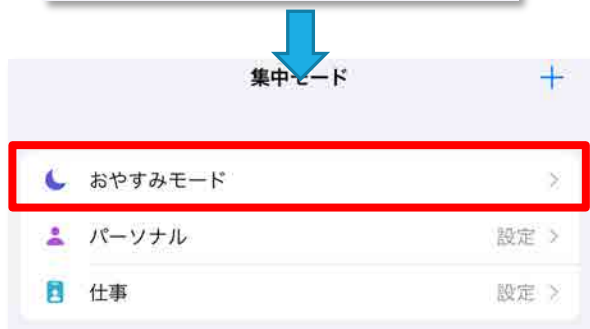 集中モード
おやすみモード
パーソナル 設定
仕事 設定